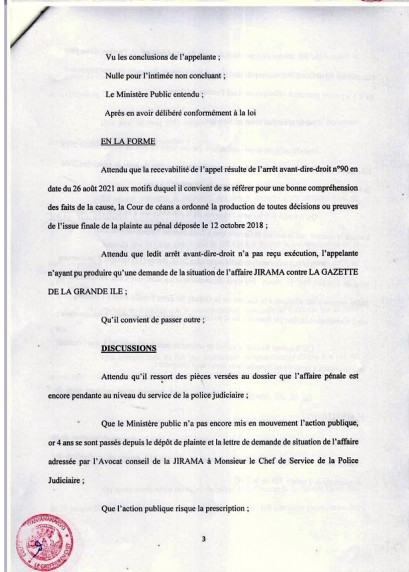 Vu les conclusions de l'appelante ;
Nulle pour l'intimée non concluant ;
Le Ministère Public entendu ;
Après en avoir délibéré conformément à la loi
EN LA FORME
Attendu que la recevabilité de l'appel résulte de l'arrêt avant-dire-droit n°90 en
date du 26 août 2021 aux motifs duquel il convient de se référer pour une bonne compréhension
des faits de la cause, la Cour de céans a ordonné la production de toutes décisions ou preuves
de l'issue finale de la plainte au pénal déposée le 12 octobre 2018 ;
Attendu que ledit arrêt avant-dire-droit n'a pas reçu exécution, l'appelante
n'ayant pu produire qu'une demande de la situation de l'affaire JIRAMA contre LA GAZETTE
DE LA GRANDE ILE ;
Qu'il convient de passer outre ;
DISCUSSIONS
Attendu qu'il ressort des pièces versées au dossier que l'affaire pénale est
encore pendante au niveau du service de la police judiciaire ;
Que le Ministère public n'a pas encore mis en mouvement l'action publique,
or 4 ans se sont passés depuis le dépôt de plainte et la lettre de demande de situation de l'affaire
adressée par l'Avocat conseil de la JIRAMA à Monsieur le Chef de Service de la Police
Judiciaire ;
Que l'action publique risque la prescription ;
3